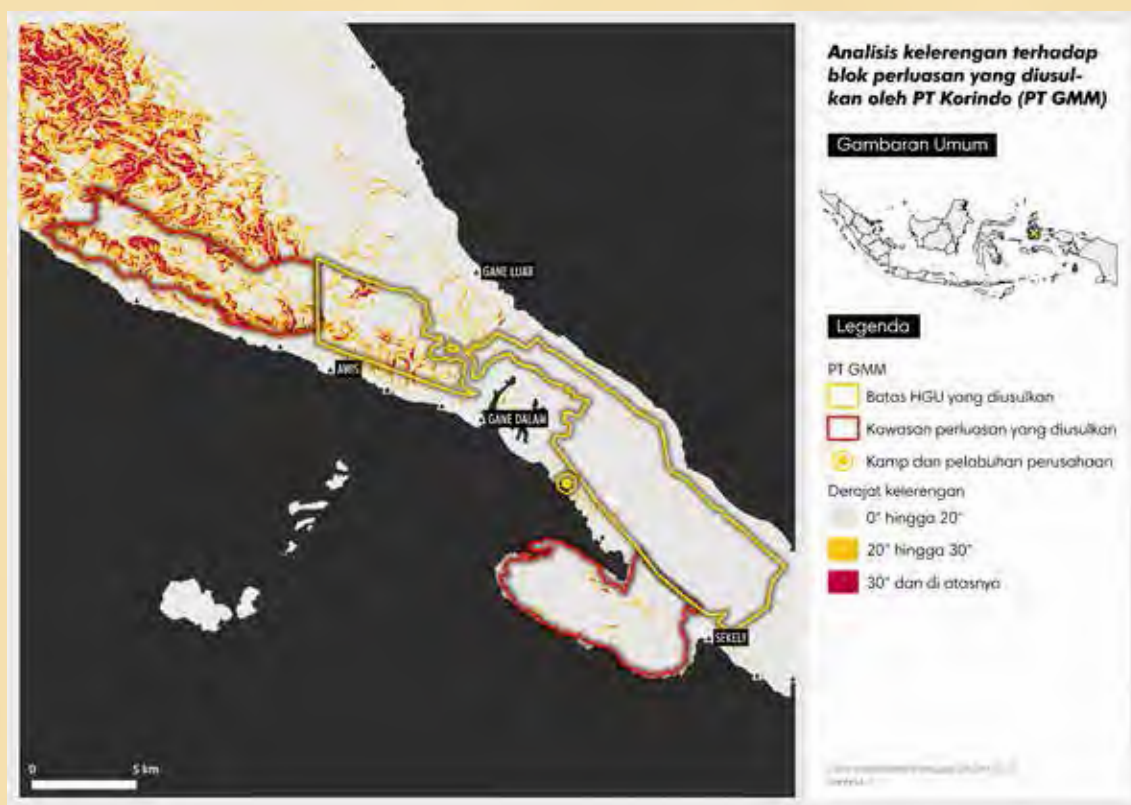 Analisis kelerengan terhadap
blok perluasan yang diusul-
kan oleh PT Korindo (PT GMM)
Gambaran Umum
Legenda
PT GMM
Batas HGU yang diusulkan
Kawasan perluasan yang diusulkan
Kamp dan pelabuhan perusahaan
Derajat kelerengan
0° hingga 20°
20° hingga 30°
30° dan di atasnya
GANE LUAR
AWIS
GANE DALAM
SEKELY
0 5 km